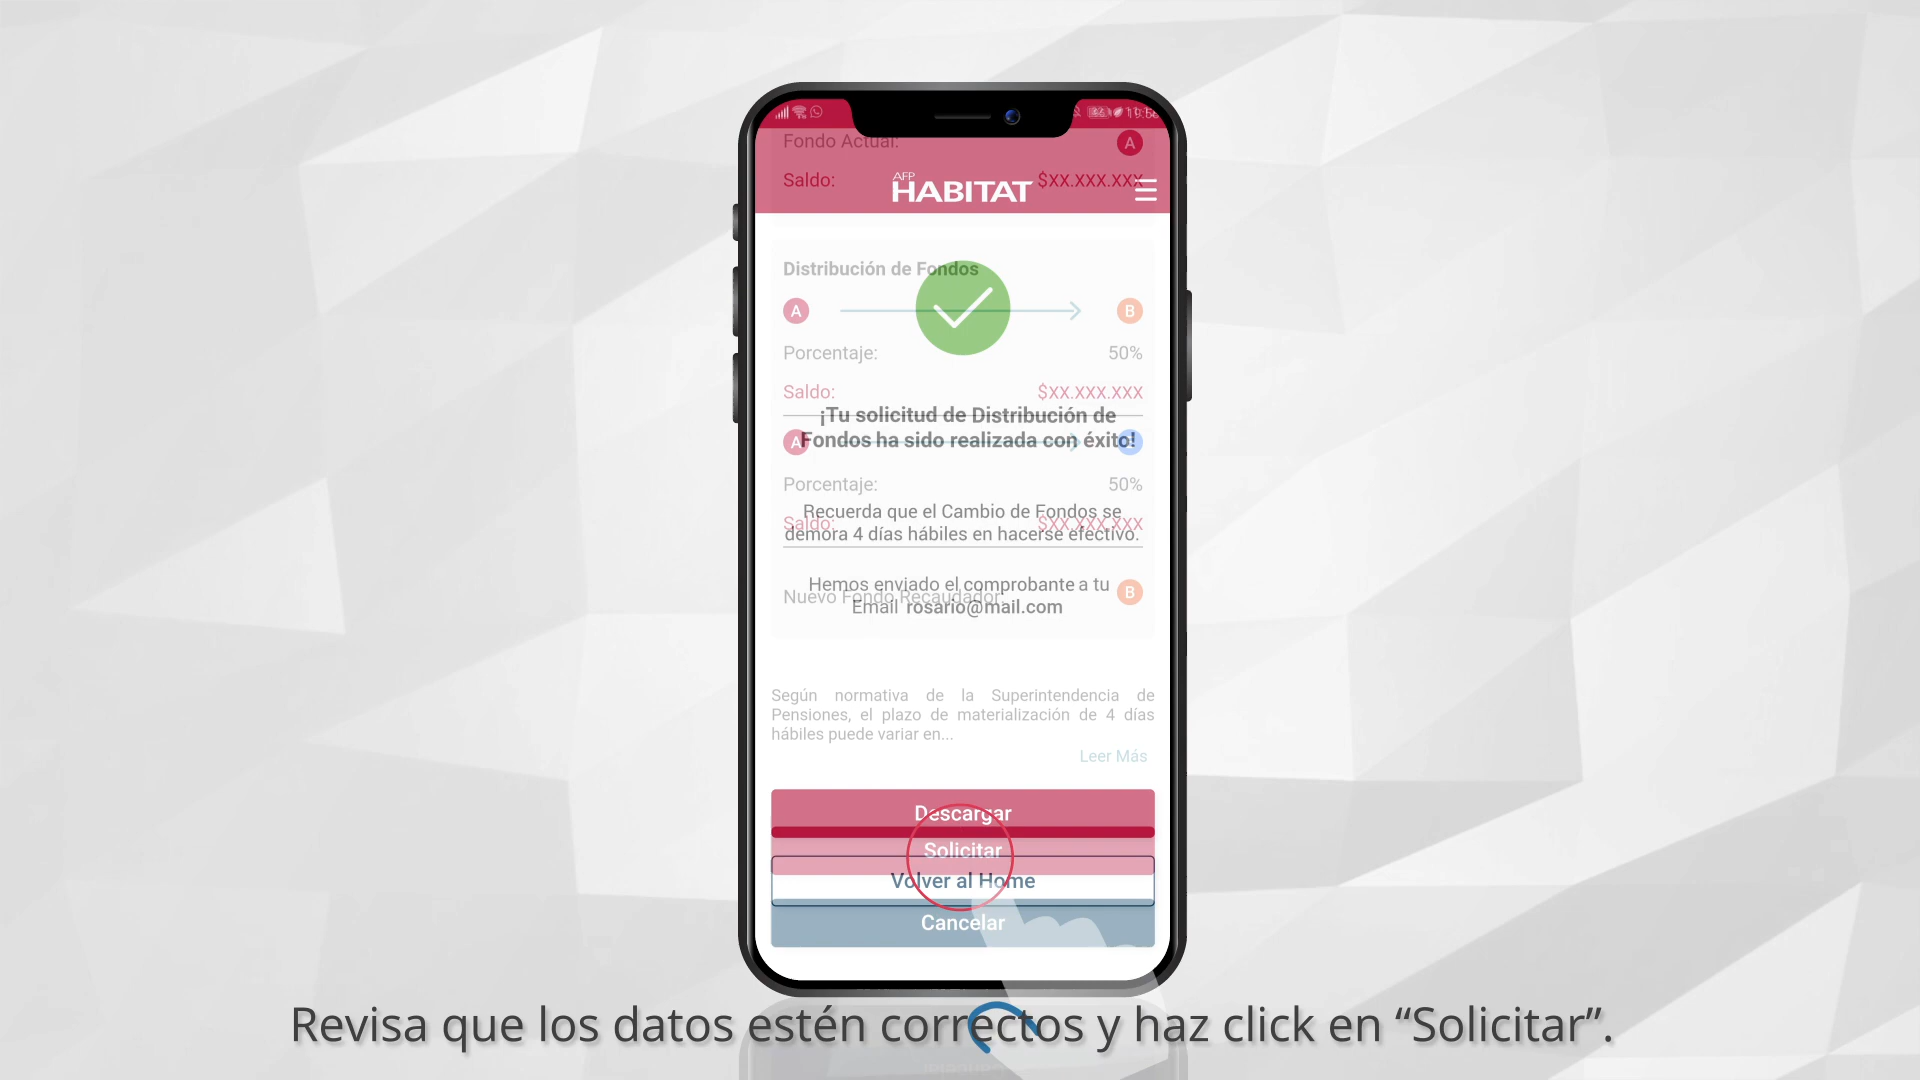 Fondo Actual:
A
Saldo:
$XX.XXX.XXX
AFP
HABITAT
Distribución de Fondos
A
B
Porcentaje:
50%
Saldo:
$XX.XXX.XXX
¡Tu solicitud de Distribución de
Fondos ha sido realizada con éxito!
A
Porcentaje:
50%
Recuerda que el Cambio de Fondos se
demora 4 días hábiles en hacerse efectivo.
Saldo:
$XX.XXX.XXX
Hemos enviado el comprobante a tu
Email rosario@mail.com
Nuevo Fondo Recaudador:
B
Según normativa de la Superintendencia de
Pensiones, el plazo de materialización de 4 días
hábiles puede variar en...
Leer Más
Descargar
Solicitar
Volver al Home
Cancelar
Revisa que los datos estén correctos y haz click en “Solicitar”.